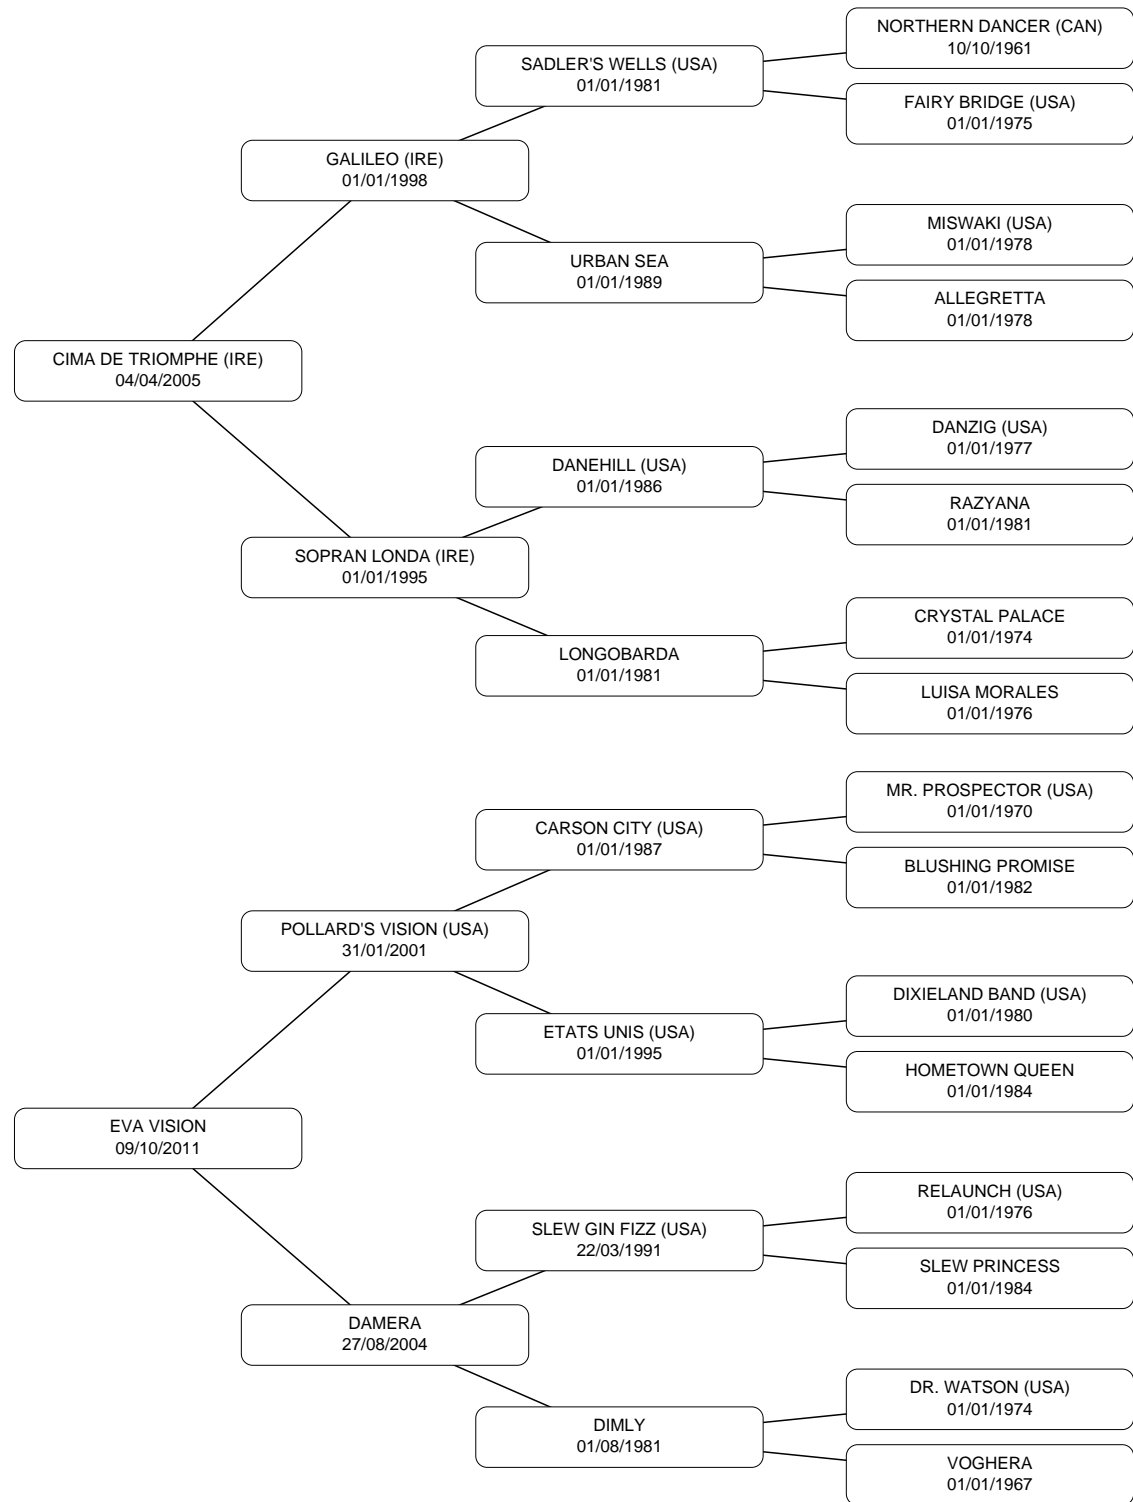 NORTHERN DANCER (CAN)
10/10/1961
SADLER'S WELLS (USA)
01/01/1981
FAIRY BRIDGE (USA)
01/01/1975
GALILEO (IRE)
01/01/1998
MISWAKI (USA)
01/01/1978
URBAN SEA
01/01/1989
ALLEGRETTA
01/01/1978
CIMA DE TRIOMPHE (IRE)
04/04/2005
DANZIG (USA)
01/01/1977
DANEHILL (USA)
01/01/1986
RAZYANA
01/01/1981
SOPRAN LONDA (IRE)
01/01/1995
CRYSTAL PALACE
01/01/1974
LONGOBARDA
01/01/1981
LUISA MORALES
01/01/1976
MR. PROSPECTOR (USA)
01/01/1970
CARSON CITY (USA)
01/01/1987
BLUSHING PROMISE
01/01/1982
POLLARD'S VISION (USA)
31/01/2001
DIXIELAND BAND (USA)
01/01/1980
ETATS UNIS (USA)
01/01/1995
HOMETOWN QUEEN
01/01/1984
EVA VISION
09/10/2011
RELAUNCH (USA)
01/01/1976
SLEW GIN FIZZ (USA)
22/03/1991
SLEW PRINCESS
01/01/1984
DAMERA
27/08/2004
DR. WATSON (USA)
01/01/1974
DIMLY
01/08/1981
VOGHERA
01/01/1967